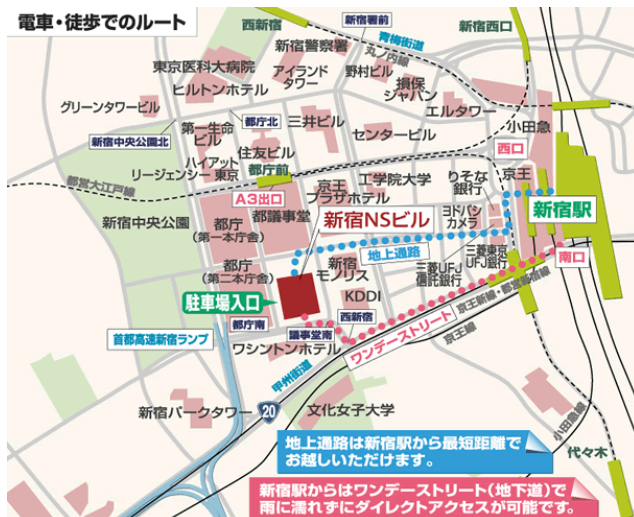 電車・徒歩でのルート
新宿署前
西新宿
青梅街道
新宿西口
新宿警察署
丸ノ内線
東京医科大病院
アイランド
タワー
野村ビル
損保
ジャパン
ヒルトンホテル
グリーンタワービル
都庁北
三井ビル
エルタワー
小田急
新宿中央公園北
第一生命
ビル
センタービル
住友ビル
西口
ハイアット
リージェンシー 東京
都庁前
都営大江戸線
A3出口
京王
プラザホテル
工学院大学
りそな
銀行
京王
新宿駅
新宿中央公園
都庁
(第一本庁舎)
都議事堂
新宿NSビル
ヨドバシ
カメラ
地上通路
三菱東京
UFJ銀行
南口
都庁
(第二本庁舎)
新宿
モノリス
三菱UFJ
信託銀行
駐車場入口
KDDI
京王新線・都営新宿線
都庁南
西新宿
議事堂南
ワンデーストリート
京王線
首都高速新宿ランプ
ワシントンホテル
甲州街道
新宿パークタワー
20
文化女子大学
小田急線
代々木
地上通路は新宿駅から最短距離で
お越しいただけます。
新宿駅からはワンデーストリート(地下道)で
雨に濡れずにダイレクトアクセスが可能です。